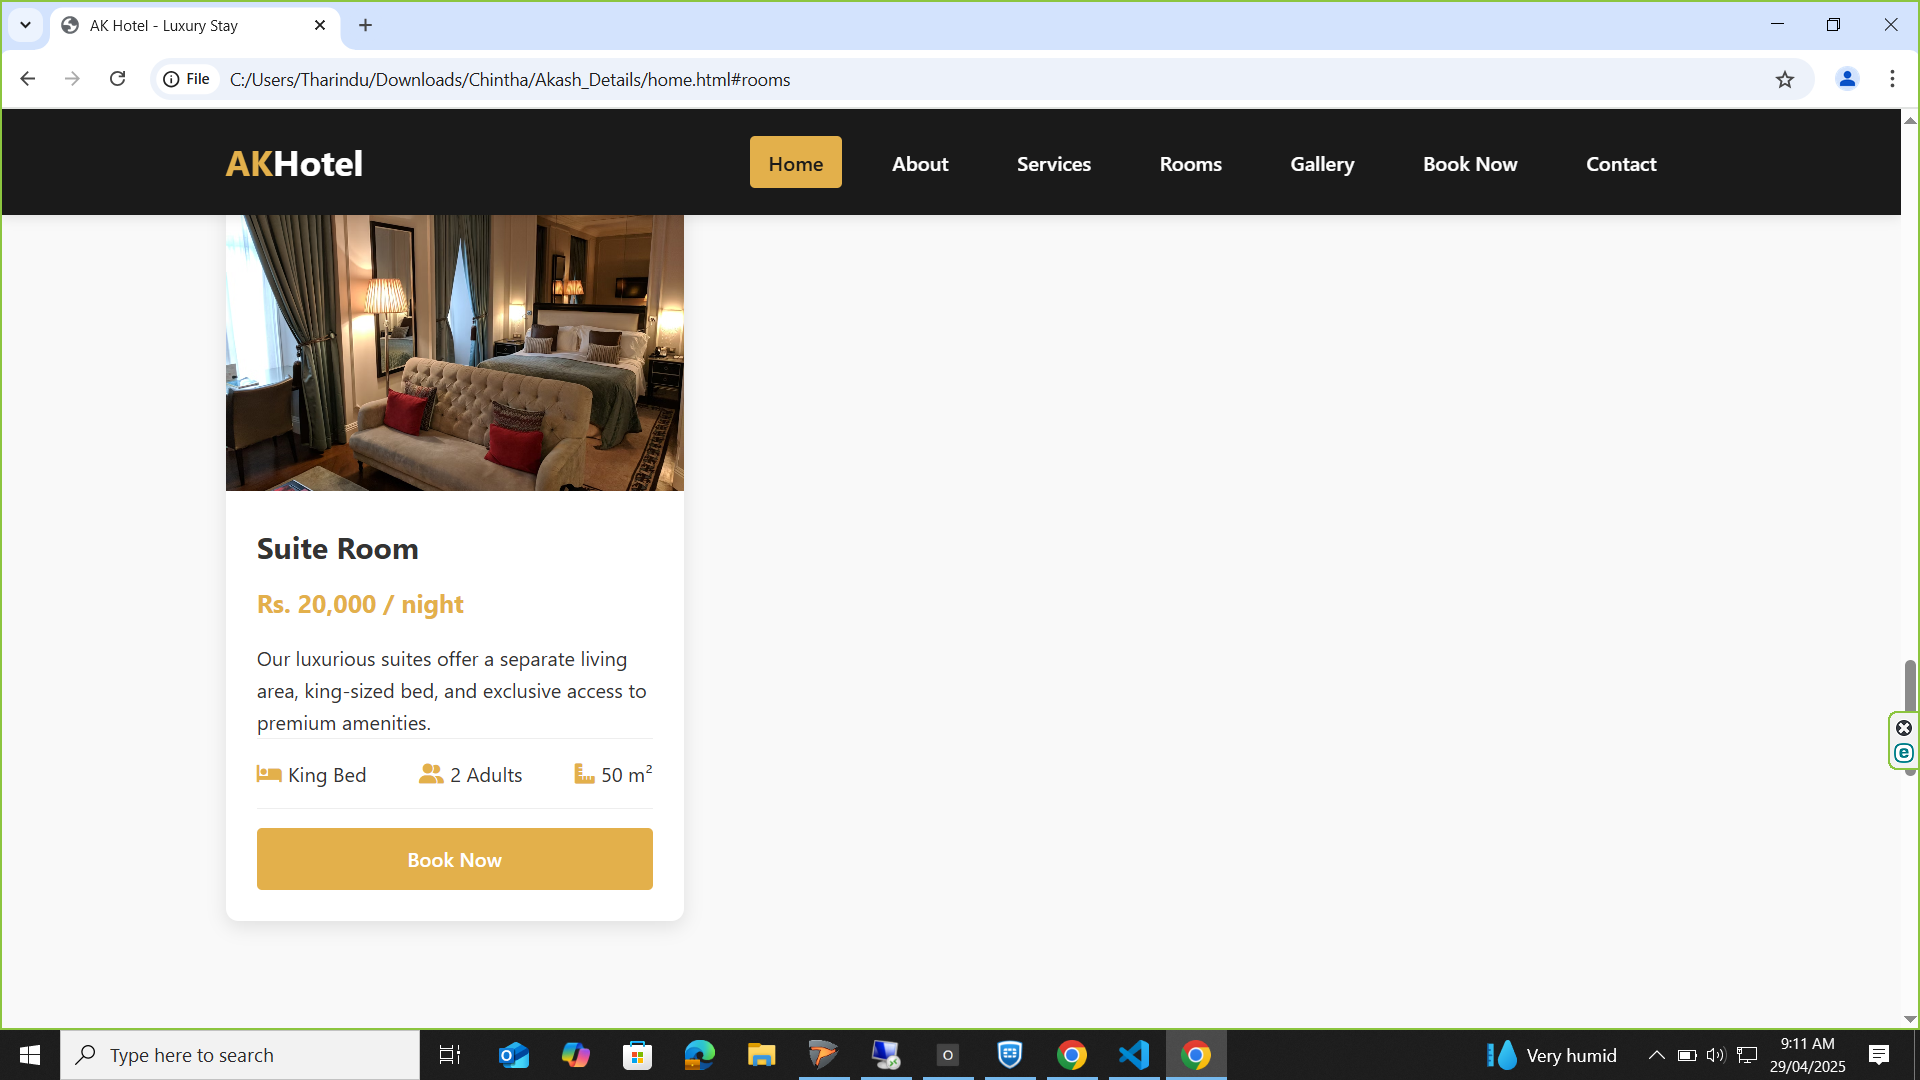 AK Hotel - Luxury Stay
File
C:/Users/Tharindu/Downloads/Chintha/Akash_Details/home.html#rooms
AKHotel
Home
About
Services
Rooms
Gallery
Book Now
Contact
Suite Room
Rs. 20,000 / night
Our luxurious suites offer a separate living
area, king-sized bed, and exclusive access to
premium amenities.
King Bed
2 Adults
50 m²
Book Now
Type here to search
Very humid
9:11 AM
29/04/2025